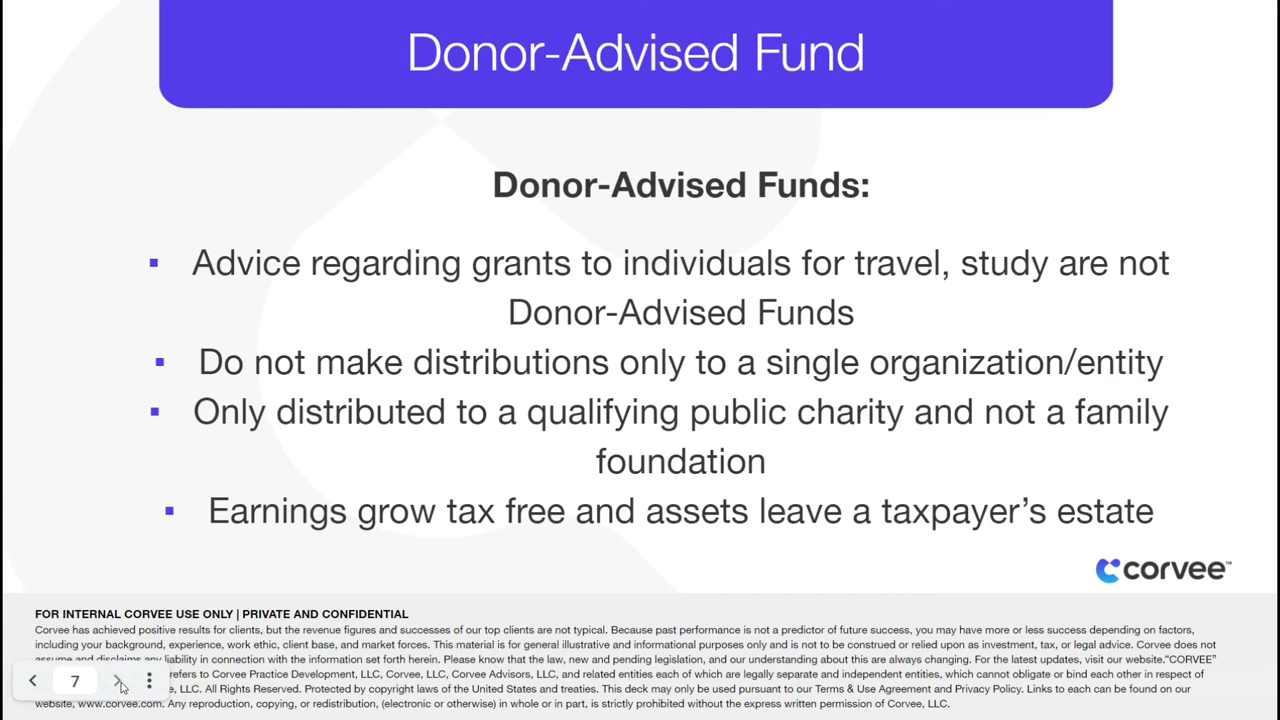 Donor-Advised Fund
Donor-Advised Funds:
▪ Advice regarding grants to individuals for travel, study are not
Donor-Advised Funds
▪ Do not make distributions only to a single organization/entity
▪ Only distributed to a qualifying public charity and not a family
foundation
▪ Earnings grow tax free and assets leave a taxpayer's estate
corvee™
FOR INTERNAL CORVEE USE ONLY | PRIVATE AND CONFIDENTIAL
Corvee has achieved positive results for clients, but the revenue figures and successes of our top clients are not typical. Because past performance is not a predictor of future success, you may have more or less success depending on factors,
including your background, experience, work ethic, client base, and market forces. This material is for general illustrative and informational purposes only and is not to be construed or relied upon as investment, tax, or legal advice. Corvee does not
assume and disclaims any liability in connection with the information set forth herein. Please know that the law, new and pending legislation, and our understanding about this are always changing. For the latest updates, visit our website."CORVEE"
refers to Corvee Practice Development, LLC, Corvee, LLC, Corvee Advisors, LLC, and related entities each of which are legally separate and independent entities, which cannot obligate or bind each other in respect of
7
, LLC. All Rights Reserved. Protected by copyright laws of the United States and treaties. This deck may only be used pursuant to our Terms & Use Agreement and Privacy Policy. Links to each can be found on our
website, www.corvee.com. Any reproduction, copying, or redistribution, (electronic or otherwise) in whole or in part, is strictly prohibited without the express written permission of Corvee, LLC.